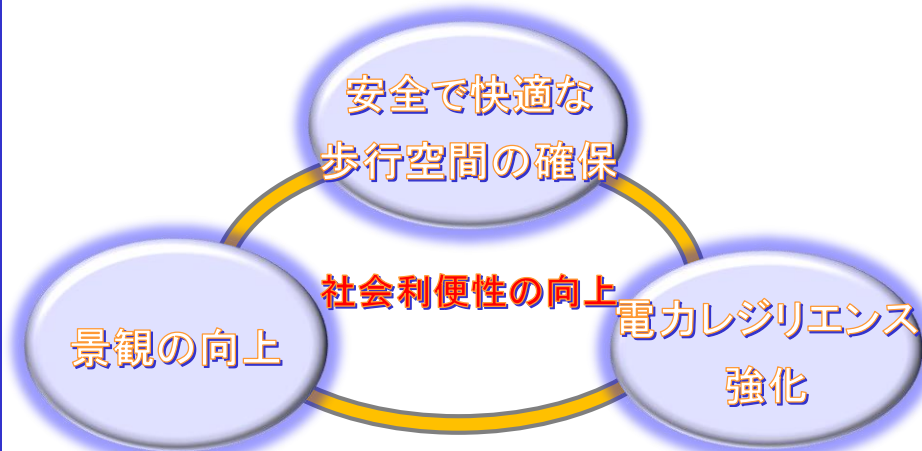 安全で快適な
歩行空間の確保
社会利便性の向上
景観の向上
電力レジリエンス
強化